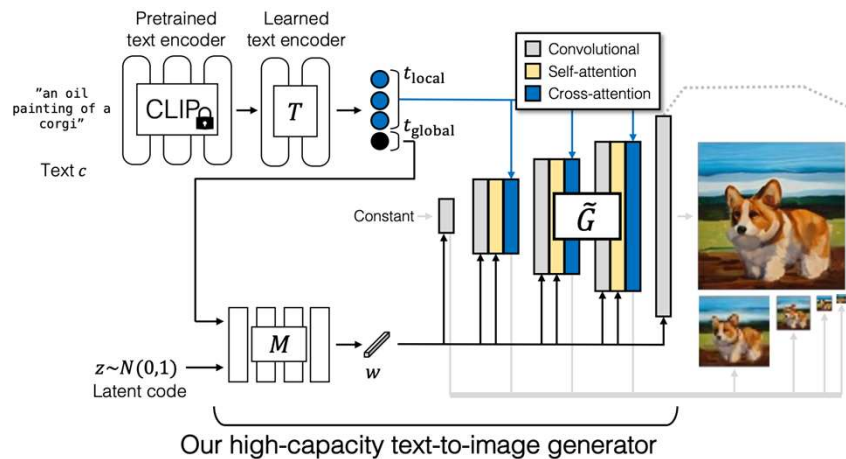 Pretrained
text encoder
Learned
text encoder
"an oil
painting of a
corgi"
CLIP
T
t_local
t_global
Text c
Convolutional
Self-attention
Cross-attention
Constant
G̃
M
w
z~N(0,1)
Latent code
Our high-capacity text-to-image generator